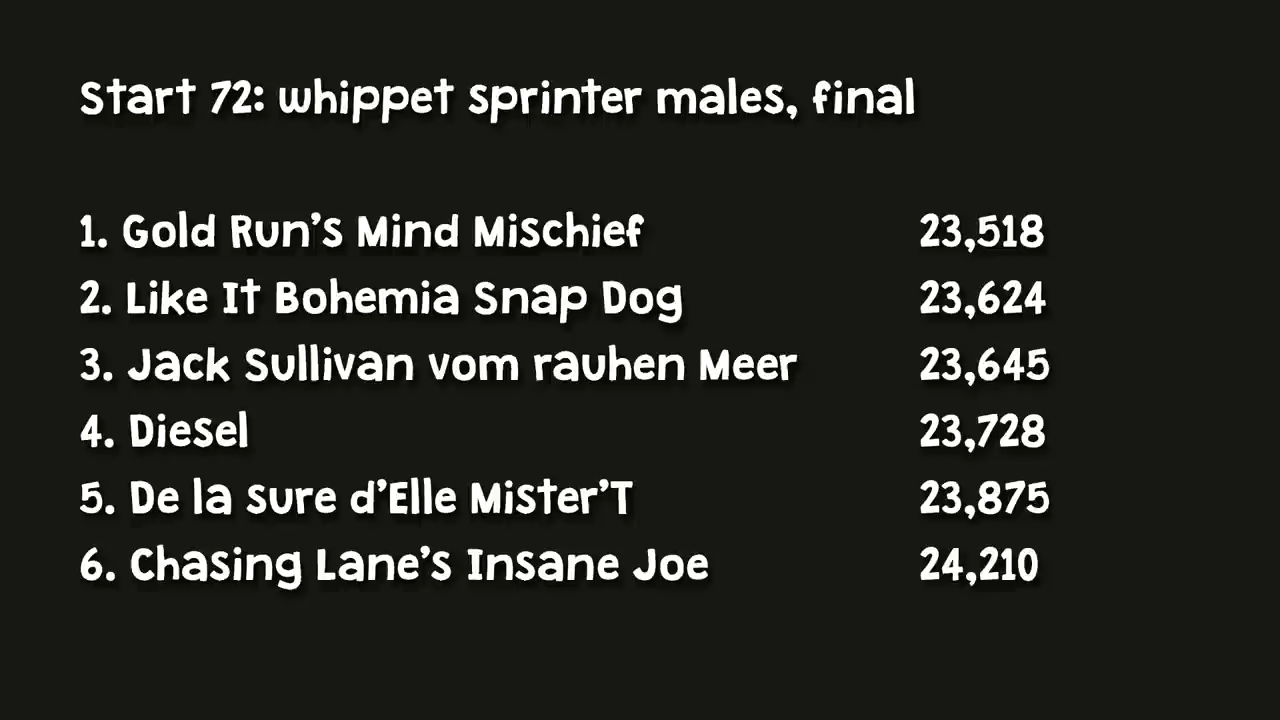 Start 72: whippet sprinter males, final
1. Gold Run's Mind Mischief 23,518
2. Like It Bohemia Snap Dog 23,624
3. Jack Sullivan vom rauhen Meer 23,645
4. Diesel 23,728
5. De la sure d'Elle Mister'T 23,875
6. Chasing Lane's Insane Joe 24,210